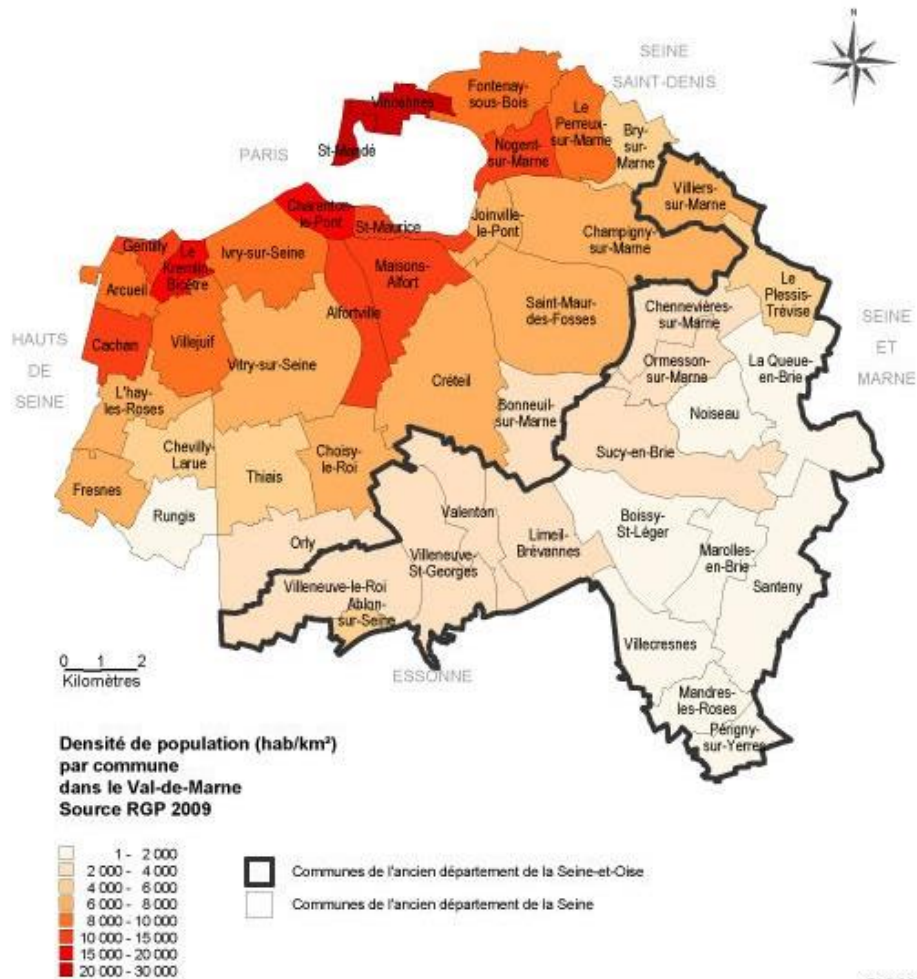 N
SEINE
SAINT-DENIS
PARIS
Vincennes
St-Mandé
Fontenay-
sous-Bois
Le
Perreux-
sur-Marne
Bry-
sur-
Marne
Nogent-
sur-Marne
Villiers-
sur-Marne
Charenton-
le-Pont
St-Maurice
Joinville-
le-Pont
Champigny-
sur-Marne
Gentilly
Le
Kremlin-
Bicêtre
Ivry-sur-Seine
Maisons-
Alfort
Arcueil
Alfortville
Saint-Maur-
des-Fosses
Le
Plessis-
Trévise
Chennevières-
sur-Marne
SEINE
ET
MARNE
HAUTS
DE
SEINE
Cachan
Villejuif
Vitry-sur-Seine
Créteil
Ormesson-
sur-Marne
La Queue-
en-Brie
L'hay-
les-Roses
Bonneuil-
sur-Marne
Noiseau
Chevilly-
Larue
Choisy-
le-Roi
Sucy-en-Brie
Fresnes
Thiais
Rungis
Valenton
Boissy-
St-Léger
Orly
Limeil-
Brévannes
Marolles-
en-Brie
Villeneuve-
St-Georges
Santeny
Villeneuve-le-Roi
Ablon-
sur-Seine
Villecresnes
ESSONNE
Mandres-
les-Roses
Périgny-
sur-Yerres
0 1 2
Kilomètres
Densité de population (hab/km²)
par commune
dans le Val-de-Marne
Source RGP 2009
1 - 2 000
2 000 - 4 000
4 000 - 6 000
6 000 - 8 000
8 000 - 10 000
10 000 - 15 000
15 000 - 20 000
20 000 - 30 000
Communes de l'ancien département de la Seine-et-Oise
Communes de l'ancien département de la Seine